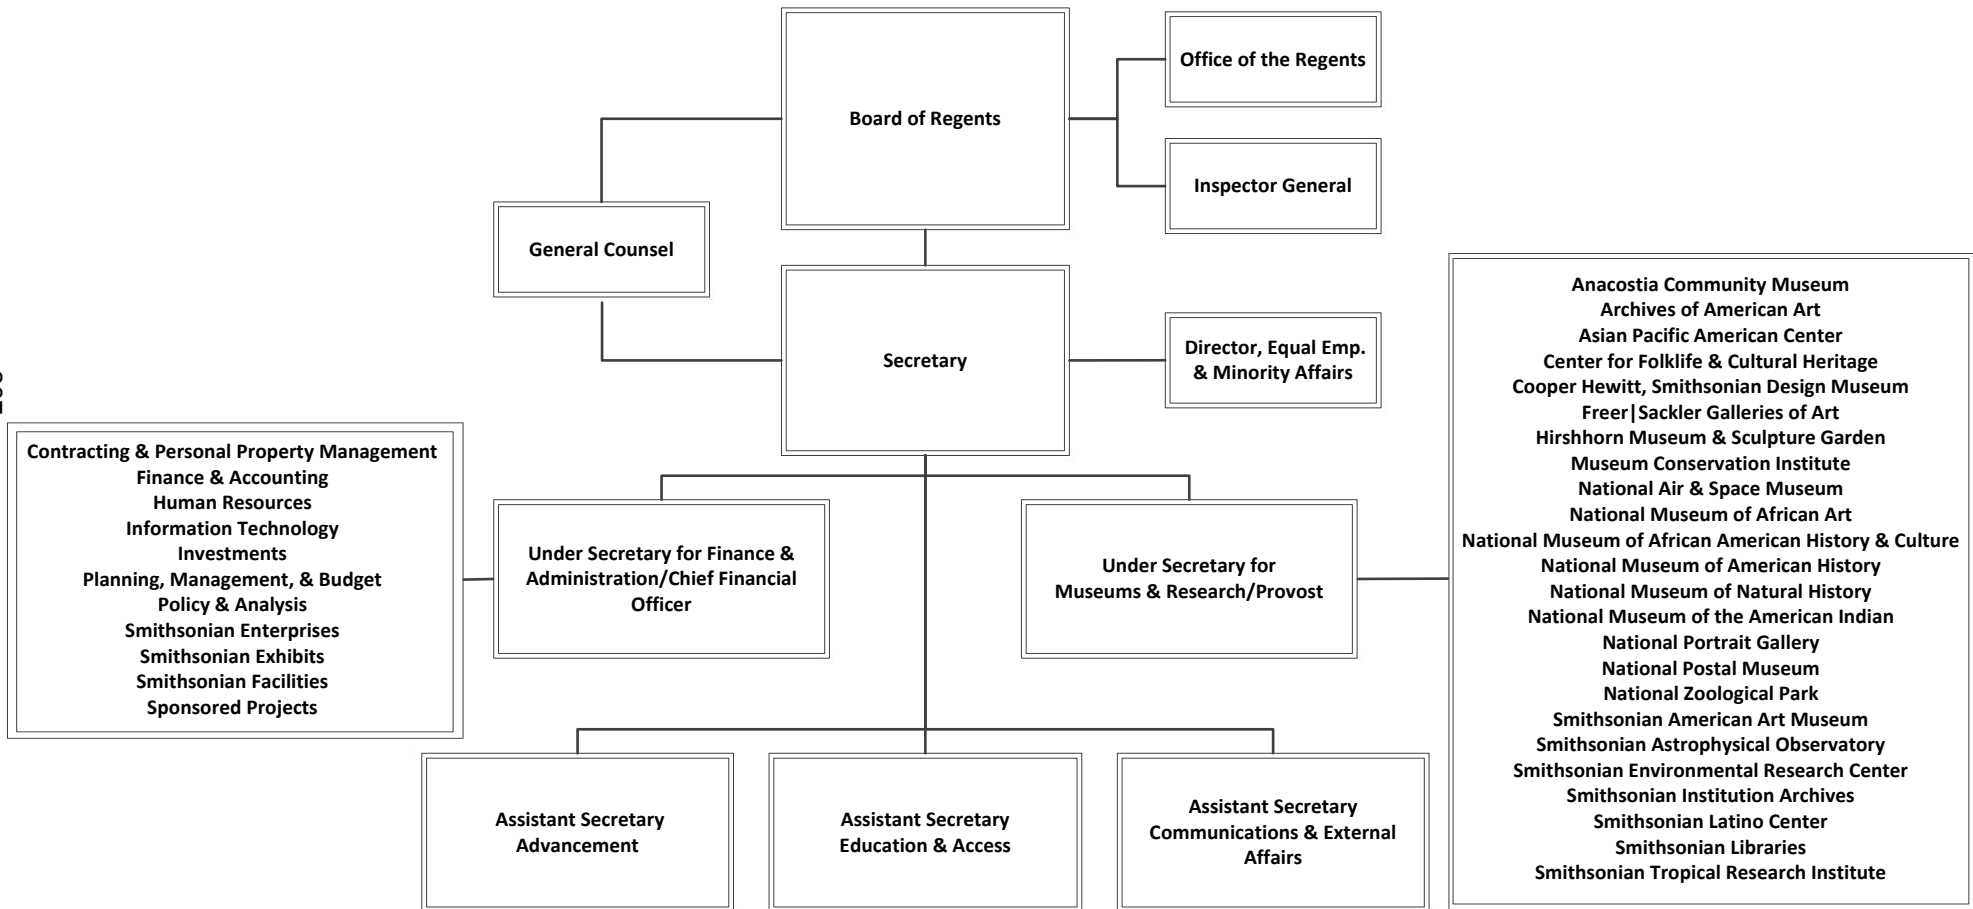 Office of the Regents
Board of Regents
Inspector General
General Counsel
Secretary
Director, Equal Emp.
& Minority Affairs
Contracting & Personal Property Management
Finance & Accounting
Human Resources
Information Technology
Investments
Planning, Management, & Budget
Policy & Analysis
Smithsonian Enterprises
Smithsonian Exhibits
Smithsonian Facilities
Sponsored Projects
Under Secretary for Finance &
Administration/Chief Financial
Officer
Under Secretary for
Museums & Research/Provost
Anacostia Community Museum
Archives of American Art
Asian Pacific American Center
Center for Folklife & Cultural Heritage
Cooper Hewitt, Smithsonian Design Museum
Freer|Sackler Galleries of Art
Hirshhorn Museum & Sculpture Garden
Museum Conservation Institute
National Air & Space Museum
National Museum of African Art
National Museum of African American History & Culture
National Museum of American History
National Museum of Natural History
National Museum of the American Indian
National Portrait Gallery
National Postal Museum
National Zoological Park
Smithsonian American Art Museum
Smithsonian Astrophysical Observatory
Smithsonian Environmental Research Center
Smithsonian Institution Archives
Smithsonian Latino Center
Smithsonian Libraries
Smithsonian Tropical Research Institute
Assistant Secretary
Advancement
Assistant Secretary
Education & Access
Assistant Secretary
Communications & External
Affairs